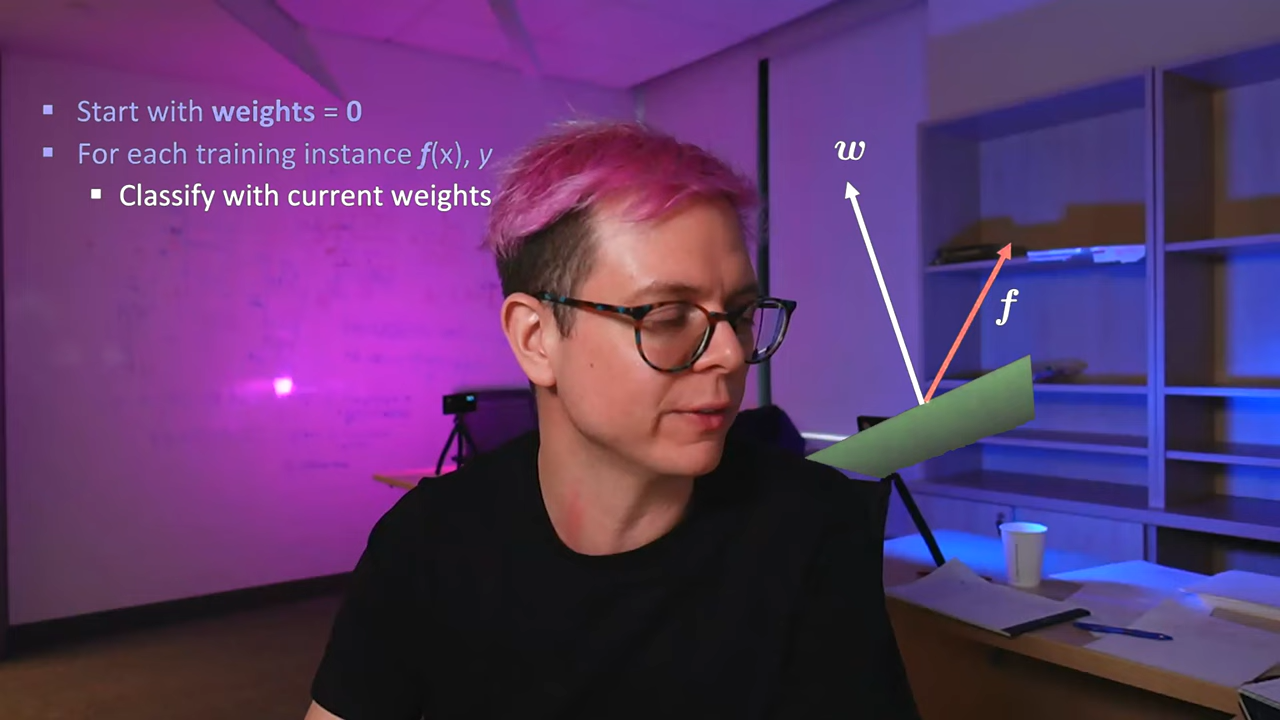 ▪ Start with weights = 0
▪ For each training instance f(x), y
▪ Classify with current weights
w
f